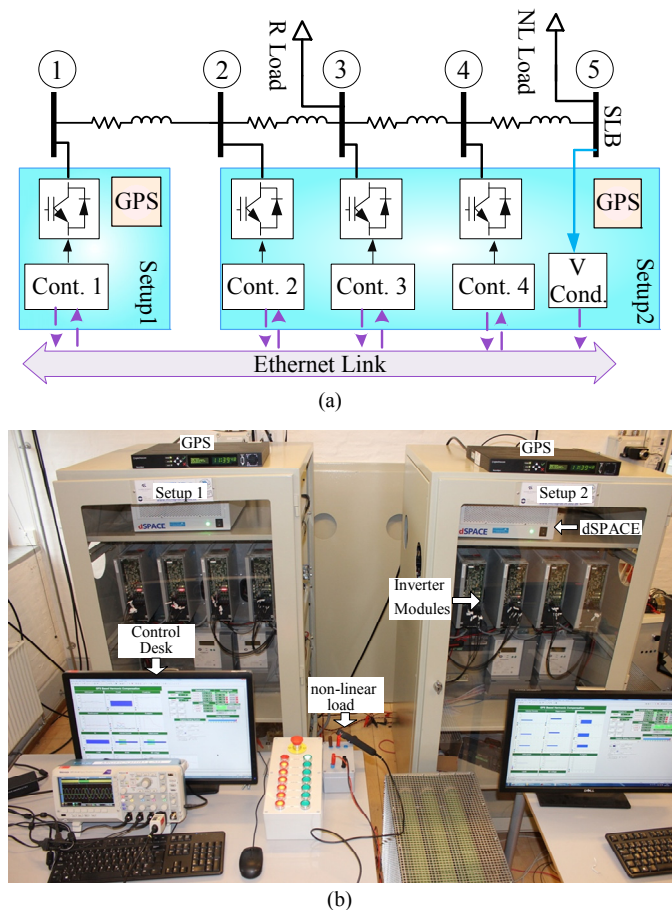 R Load
NL Load
1
2
3
4
5
SLB
GPS
GPS
Setup1
Cont. 1
Cont. 2
Cont. 3
Cont. 4
V
Cond.
Setup2
Ethernet Link
(a)
GPS
GPS
Setup 1
Setup 2
dSPACE
dSPACE
dSPACE
Inverter
Modules
Control
Desk
non-linear
load
DELL
(b)